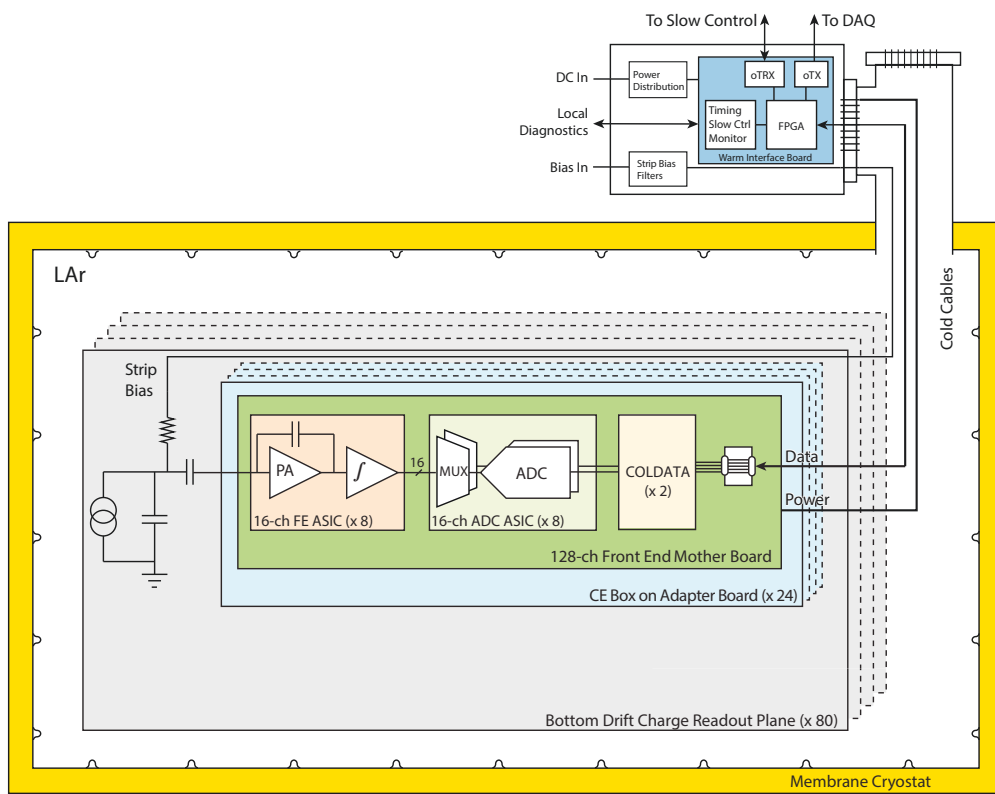 To Slow Control
To DAQ
DC In
Power
Distribution
oTRX
oTX
Local
Diagnostics
Timing
Slow Ctrl
Monitor
FPGA
Warm Interface Board
Bias In
Strip Bias
Filters
LAr
Cold Cables
Strip
Bias
PA
∫
16
MUX
ADC
COLDATA
(x 2)
Data
Power
16-ch FE ASIC (x 8)
16-ch ADC ASIC (x 8)
128-ch Front End Mother Board
CE Box on Adapter Board (x 24)
Bottom Drift Charge Readout Plane (x 80)
Membrane Cryostat